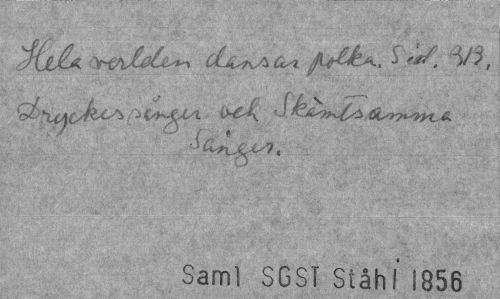 Hela verlden dansar polka. Sid. 313.
Dryckessånger och Skämtsamma
Sånger.
Saml SGST Ståhl 1856